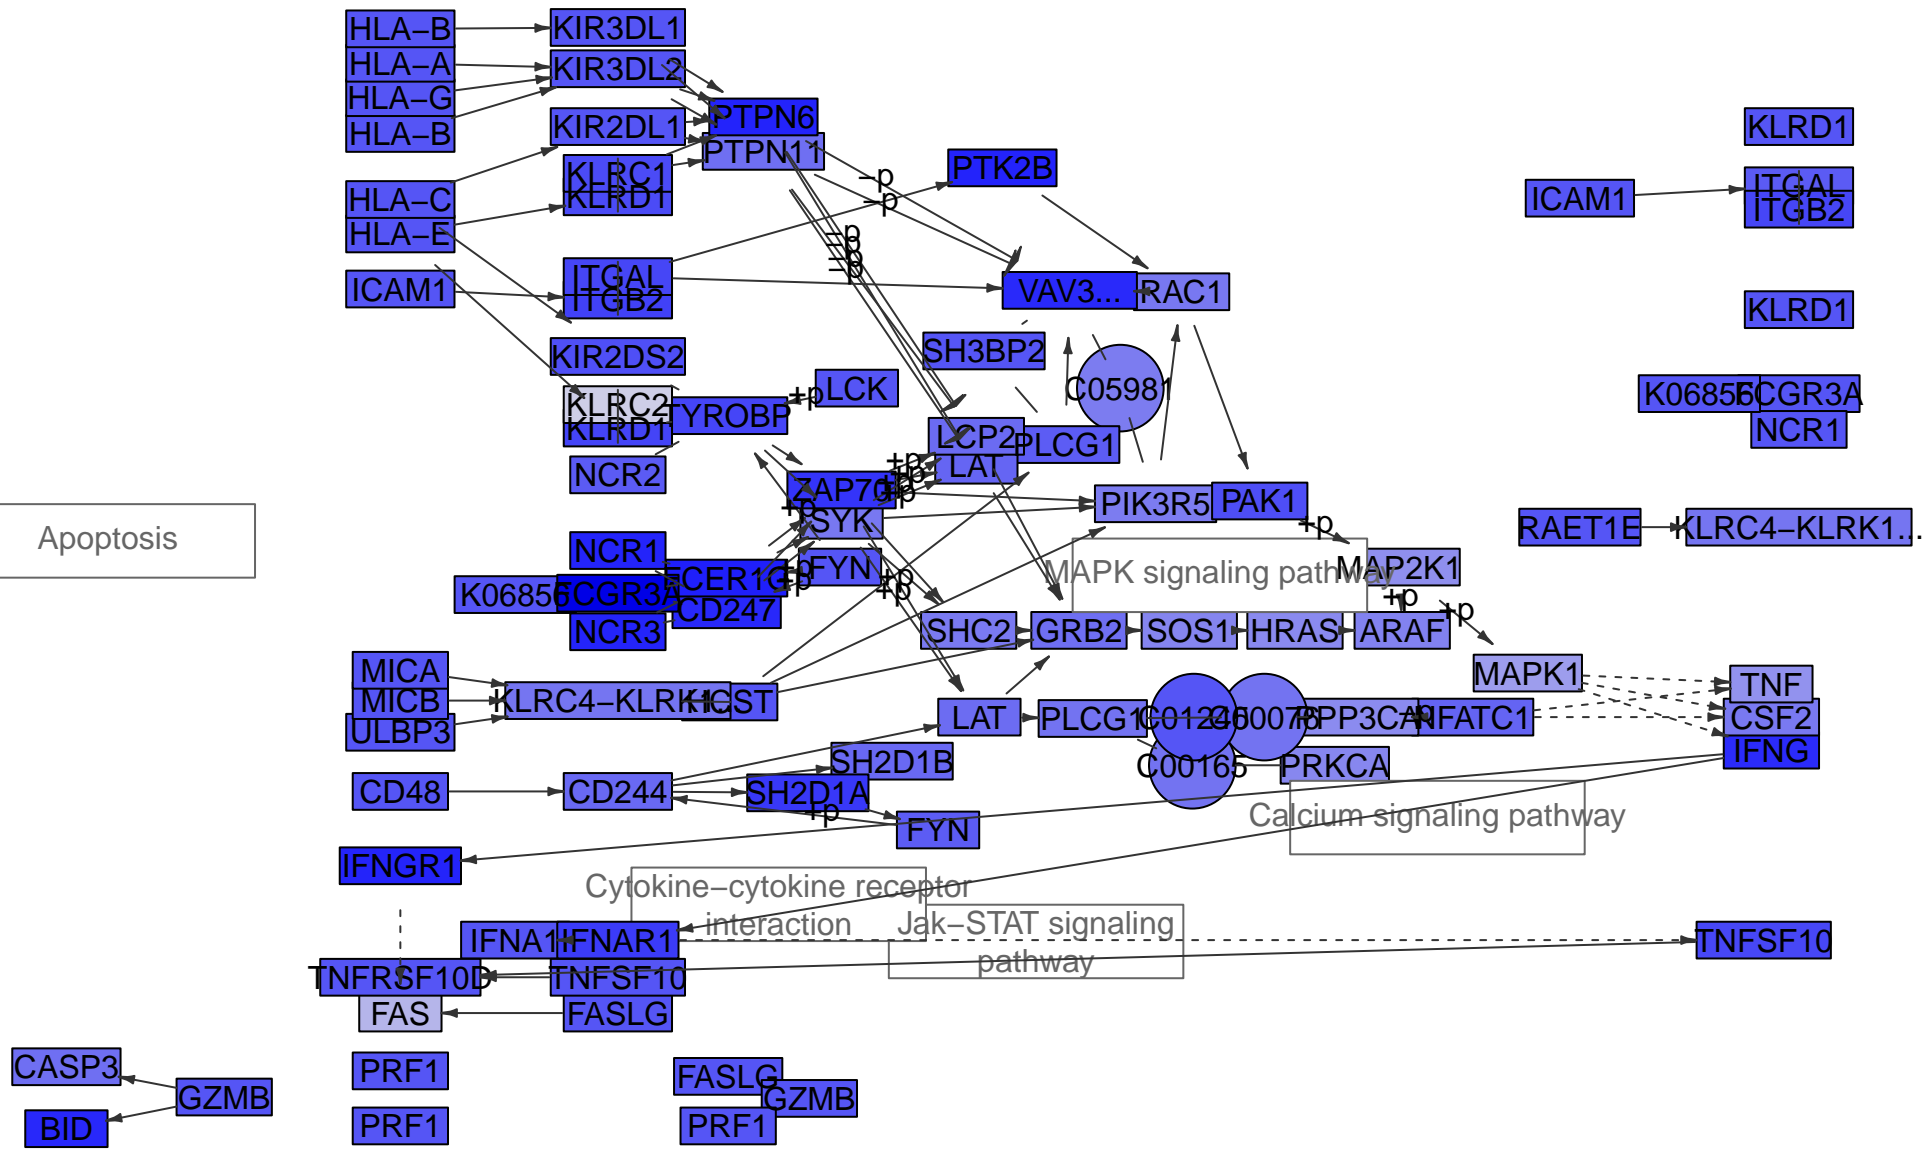 HLA−B
KIR3DL1
HLA−A
KIR3DL2
HLA−G
HLA−B
KIR2DL1
PTPN6
PTPN11
KLRC1
KLRD1
HLA−C
HLA−E
ICAM1
ITGAL
ITGB2
PTK2B
−p
−p
−p
−p
−p
−p
VAV3...
RAC1
KLRD1
ICAM1
ITGAL
ITGB2
KLRD1
KIR2DS2
SH3BP2
C05981
KLRC2
KLRD1
TYROBP
+p
LCK
NCR2
LCP2
LAT
PLCG1
K06856
FCGR3A
NCR1
ZAP70
SYK
+p
+p
+p
+p
+p
PIK3R5
PAK1
+p
RAET1E
KLRC4−KLRK1...
Apoptosis
NCR1
K06856
FCGR3A
NCR3
FCER1G
CD247
+p
+p
FYN
+p
+p
MAPK signaling pathway
MAP2K1
+p
+p
SHC2
GRB2
SOS1
HRAS
ARAF
MICA
MICB
ULBP3
KLRC4−KLRK1...
HCST
MAPK1
TNF
CSF2
IFNG
LAT
PLCG1
C01245
C00076
C00165
PPP3CA
NFATC1
PRKCA
CD48
CD244
SH2D1B
SH2D1A
+p
FYN
Calcium signaling pathway
IFNGR1
Cytokine−cytokine receptor
interaction
Jak−STAT signaling
pathway
IFNA1
IFNAR1
TNFSF10
TNFRSF10D
TNFSF10
FAS
FASLG
CASP3
GZMB
BID
PRF1
PRF1
FASLG
GZMB
PRF1